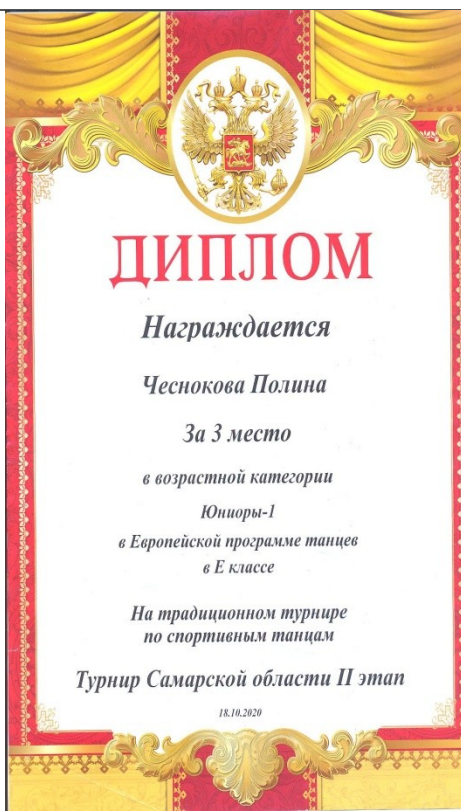 ДИПЛОМ
Награждается
Чеснокова Полина
За 3 место
в возрастной категории
Юниоры-1
в Европейской программе танцев
в Е классе
На традиционном турнире
по спортивным танцам
Турнир Самарской области II этап
18.10.2020